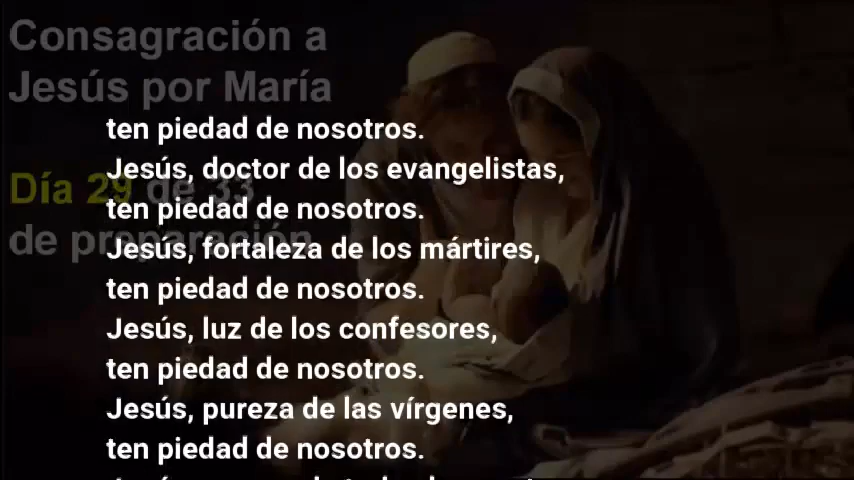 Consagración a
Jesús por María
Día 29 de 33
de preparación
ten piedad de nosotros.
Jesús, doctor de los evangelistas,
ten piedad de nosotros.
Jesús, fortaleza de los mártires,
ten piedad de nosotros.
Jesús, luz de los confesores,
ten piedad de nosotros.
Jesús, pureza de las vírgenes,
ten piedad de nosotros.